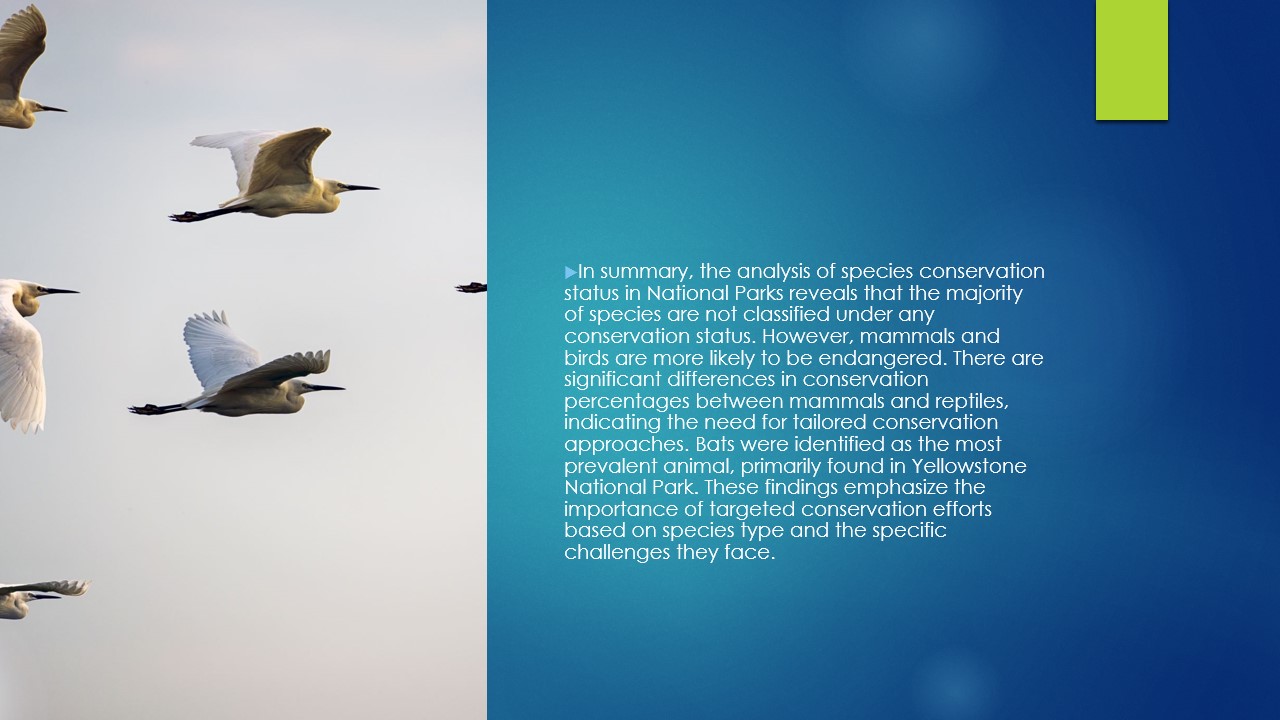 ▶In summary, the analysis of species conservation
status in National Parks reveals that the majority
of species are not classified under any
conservation status. However, mammals and
birds are more likely to be endangered. There are
significant differences in conservation
percentages between mammals and reptiles,
indicating the need for tailored conservation
approaches. Bats were identified as the most
prevalent animal, primarily found in Yellowstone
National Park. These findings emphasize the
importance of targeted conservation efforts
based on species type and the specific
challenges they face.